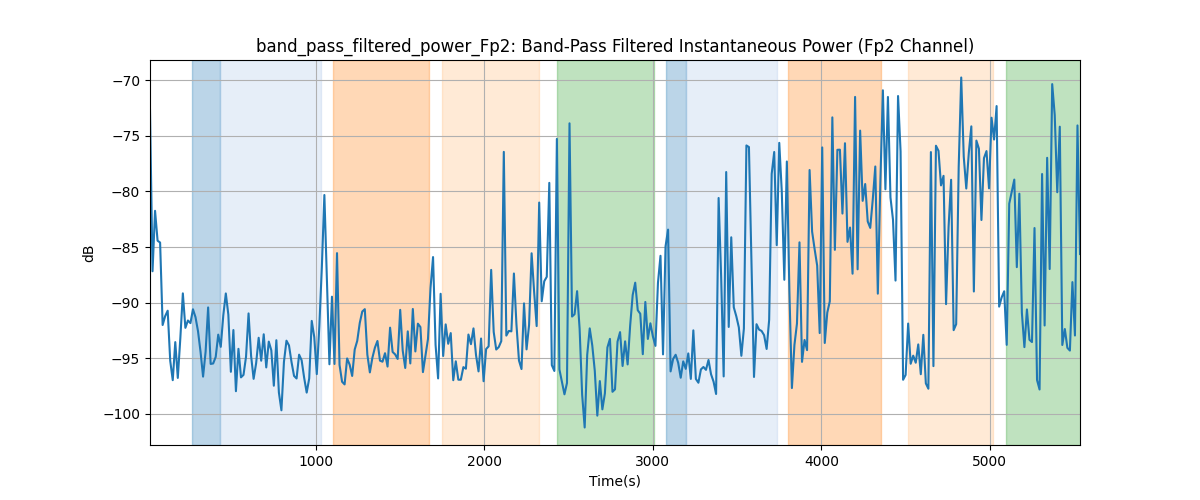 band_pass_filtered_power_Fp2: Band-Pass Filtered Instantaneous Power (Fp2 Channel)
−70
−75
−80
−85
−90
−95
−100
dB
1000 2000 3000 4000 5000
Time(s)